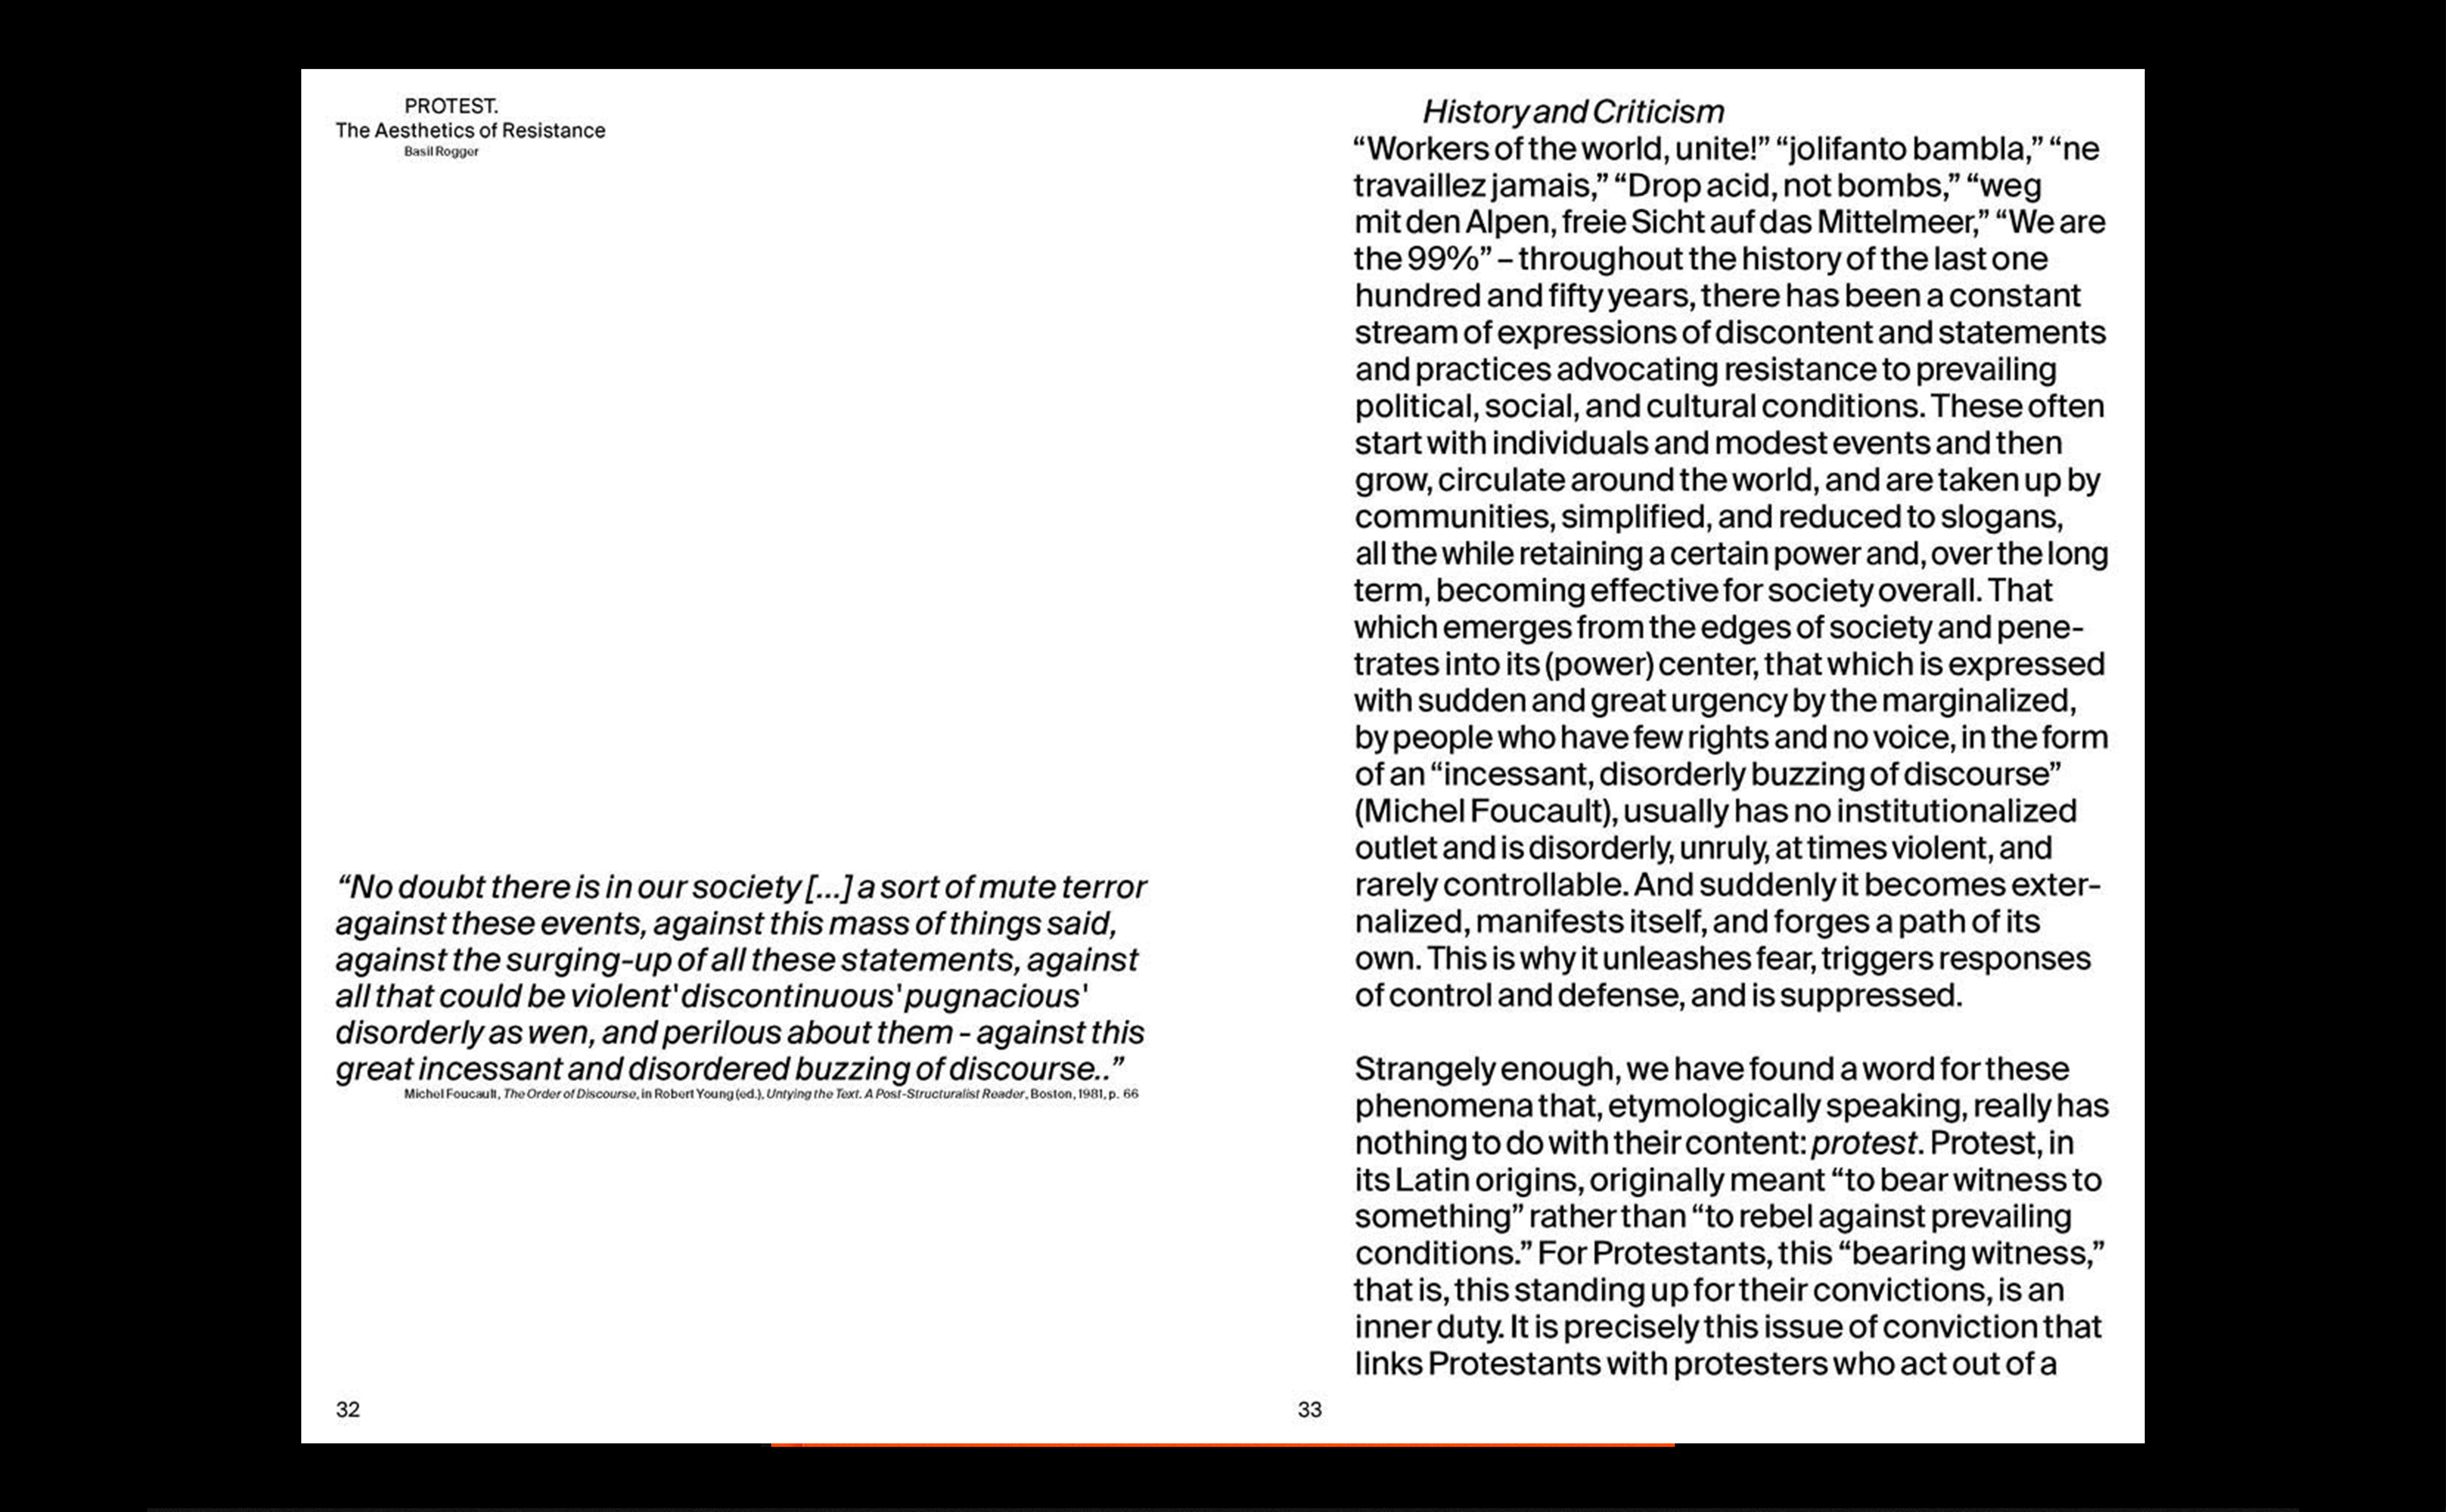 PROTEST.
The Aesthetics of Resistance
Basil Rogger
“No doubt there is in our society [...] a sort of mute terror
against these events, against this mass of things said,
against the surging-up of all these statements, against
all that could be violent'discontinuous'pugnacious'
disorderly as wen, and perilous about them - against this
great incessant and disordered buzzing of discourse..”
Michel Foucault, The Order of Discourse, in Robert Young (ed.), Untying the Text. A Post-Structuralist Reader, Boston, 1981, p. 66
32
History and Criticism
“Workers of the world, unite!” “jolifanto bambla,” “ne
travaillez jamais,” “Drop acid, not bombs,” “weg
mit den Alpen, freie Sicht auf das Mittelmeer,” “We are
the 99%” – throughout the history of the last one
hundred and fifty years, there has been a constant
stream of expressions of discontent and statements
and practices advocating resistance to prevailing
political, social, and cultural conditions. These often
start with individuals and modest events and then
grow, circulate around the world, and are taken up by
communities, simplified, and reduced to slogans,
all the while retaining a certain power and, over the long
term, becoming effective for society overall. That
which emerges from the edges of society and pene-
trates into its (power) center, that which is expressed
with sudden and great urgency by the marginalized,
by people who have few rights and no voice, in the form
of an “incessant, disorderly buzzing of discourse”
(Michel Foucault), usually has no institutionalized
outlet and is disorderly, unruly, at times violent, and
rarely controllable. And suddenly it becomes exter-
nalized, manifests itself, and forges a path of its
own. This is why it unleashes fear, triggers responses
of control and defense, and is suppressed.
Strangely enough, we have found a word for these
phenomena that, etymologically speaking, really has
nothing to do with their content: protest. Protest, in
its Latin origins, originally meant “to bear witness to
something” rather than “to rebel against prevailing
conditions.” For Protestants, this “bearing witness,”
that is, this standing up for their convictions, is an
inner duty. It is precisely this issue of conviction that
links Protestants with protesters who act out of a
33